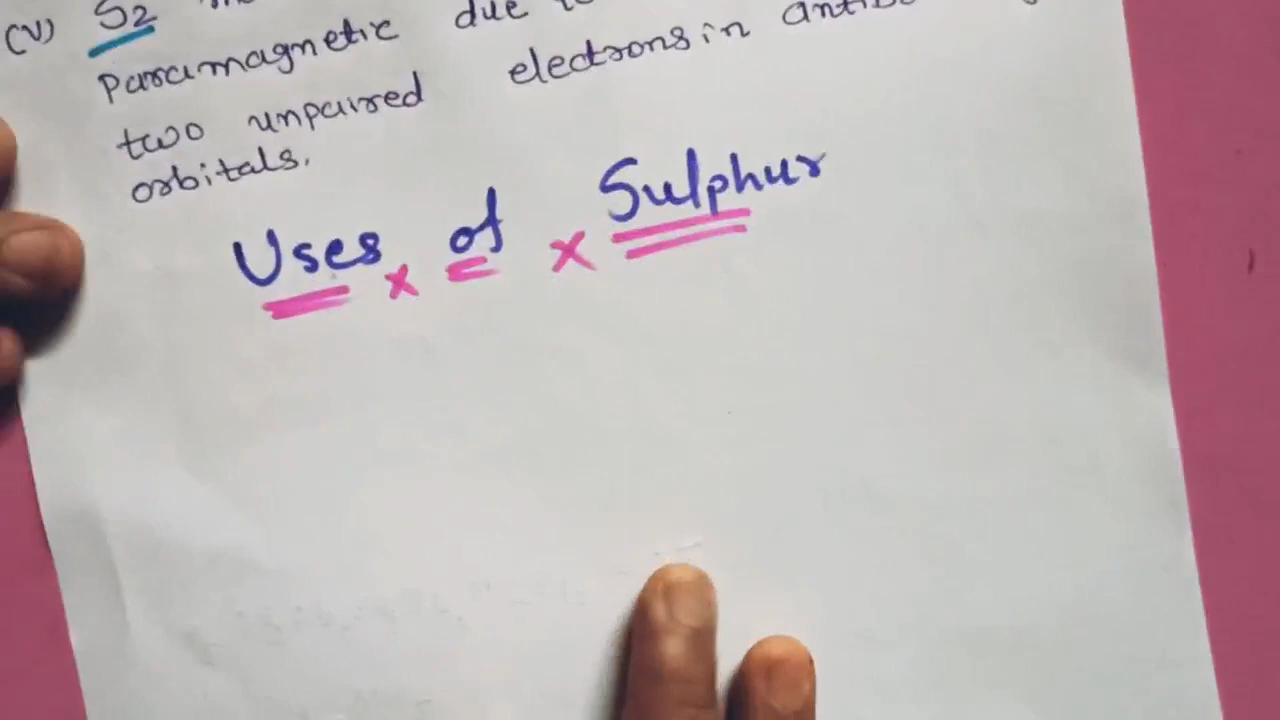 (V) S2
Paramagnetic due
two unpaired electrons in
orbitals.
Uses x of x Sulphur